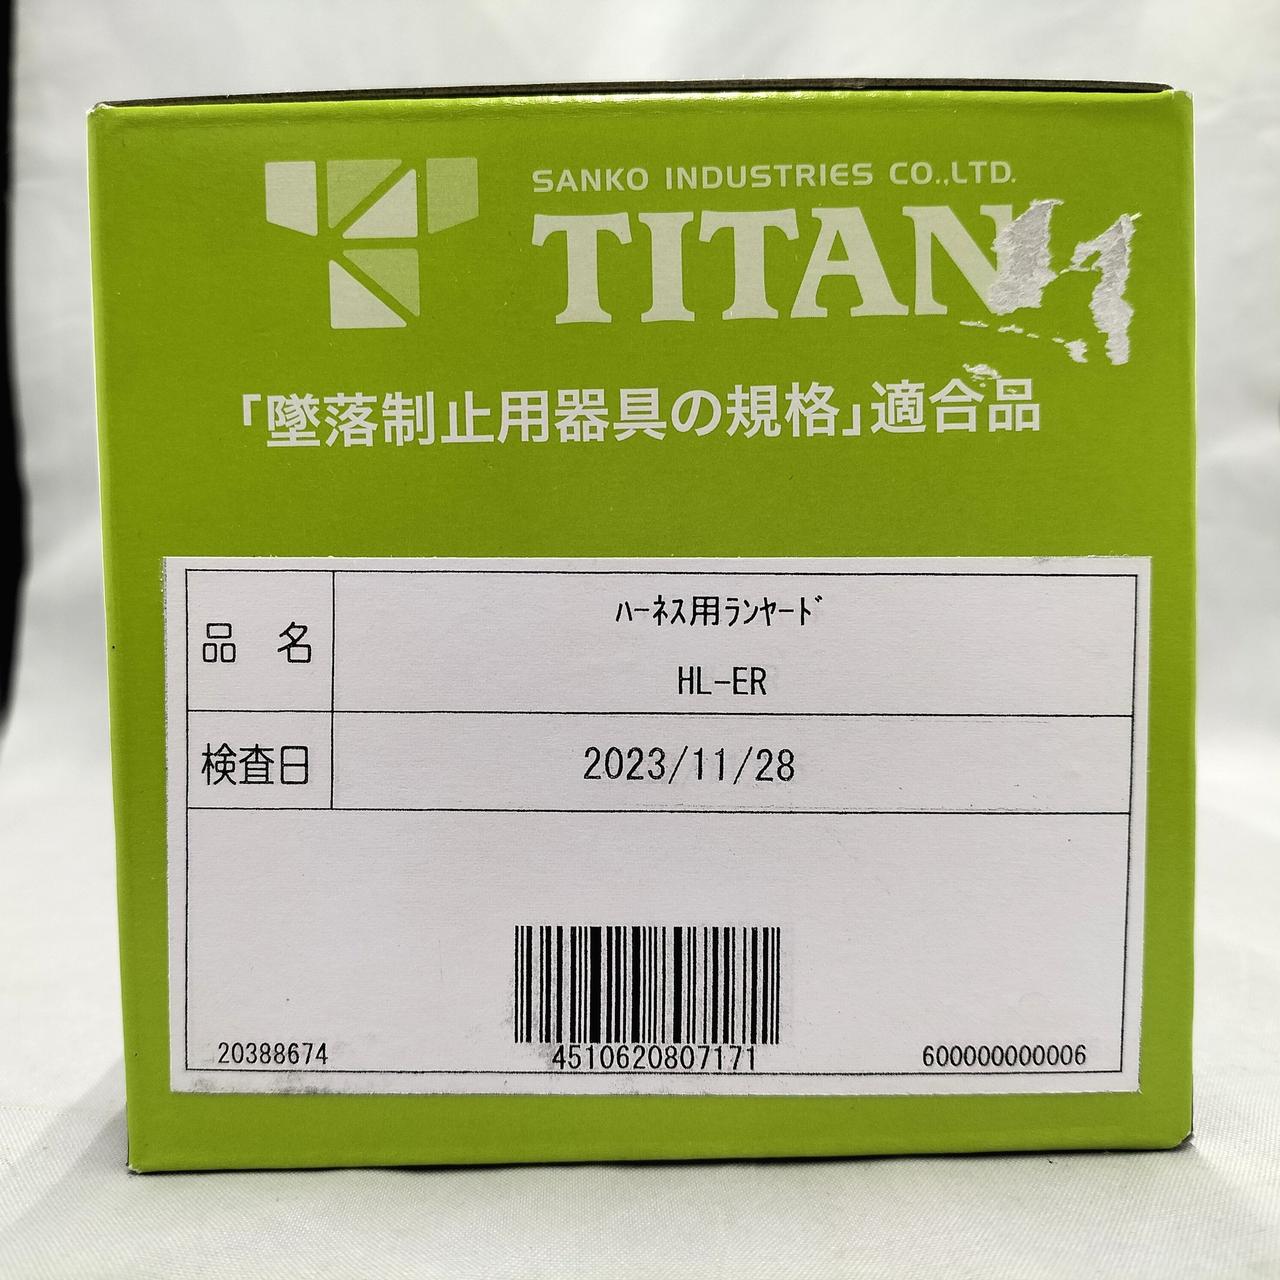 SANKO INDUSTRIES CO.,LTD.
TITAN
「墜落制止用器具の規格」適合品
品 名
ﾊｰﾈｽ用ﾗﾝﾔｰﾄﾞ
HL-ER
検査日
2023/11/28
20388674
4510620807171
600000000006